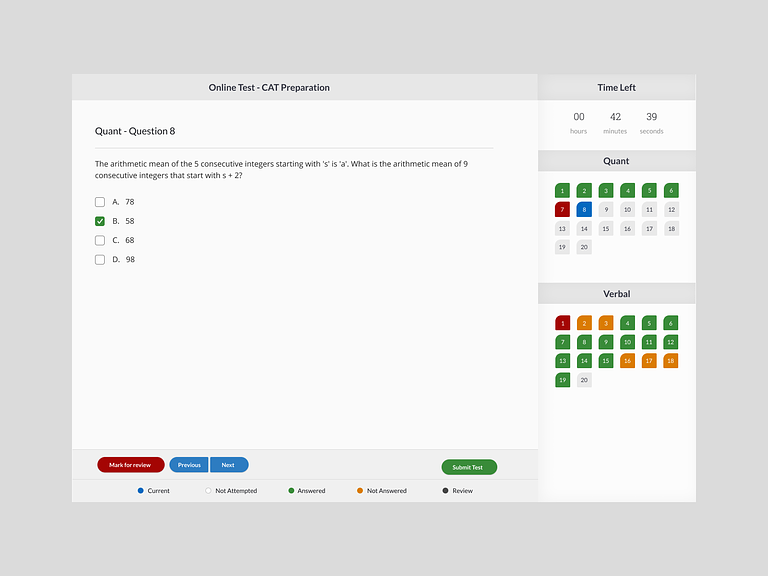 Online Test - CAT Preparation
Quant - Question 8
The arithmetic mean of the 5 consecutive integers starting with 's' is 'a'. What is the arithmetic mean of 9
consecutive integers that start with s + 2?
A. 78
B. 58
C. 68
D. 98
Mark for review
Previous
Next
Submit Test
Current
Not Attempted
Answered
Not Answered
Review
Time Left
00 42 39
hours minutes seconds
Quant
1 2 3 4 5 6
7 8 9 10 11 12
13 14 15 16 17 18
19 20
Verbal
1 2 3 4 5 6
7 8 9 10 11 12
13 14 15 16 17 18
19 20